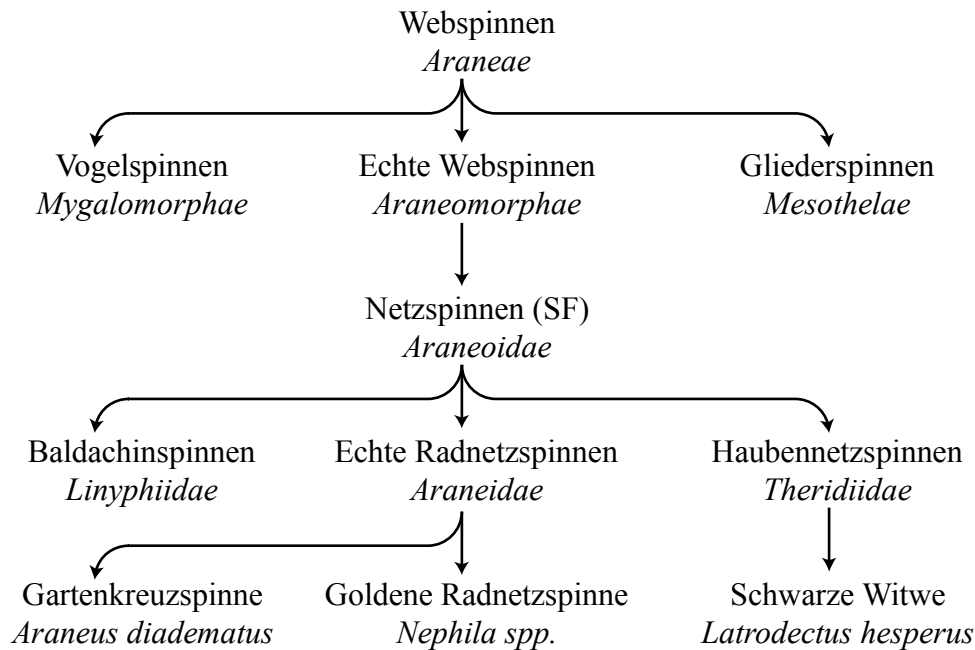 Webspinnen
Araneae
Vogelspinnen
Mygalomorphae
Echte Webspinnen
Araneomorphae
Gliederspinnen
Mesothelae
Netzspinnen (SF)
Araneoidae
Baldachinspinnen
Linyphiidae
Echte Radnetzspinnen
Araneidae
Haubennetzspinnen
Theridiidae
Gartenkreuzspinne
Araneus diadematus
Goldene Radnetzspinne
Nephila spp.
Schwarze Witwe
Latrodectus hesperus